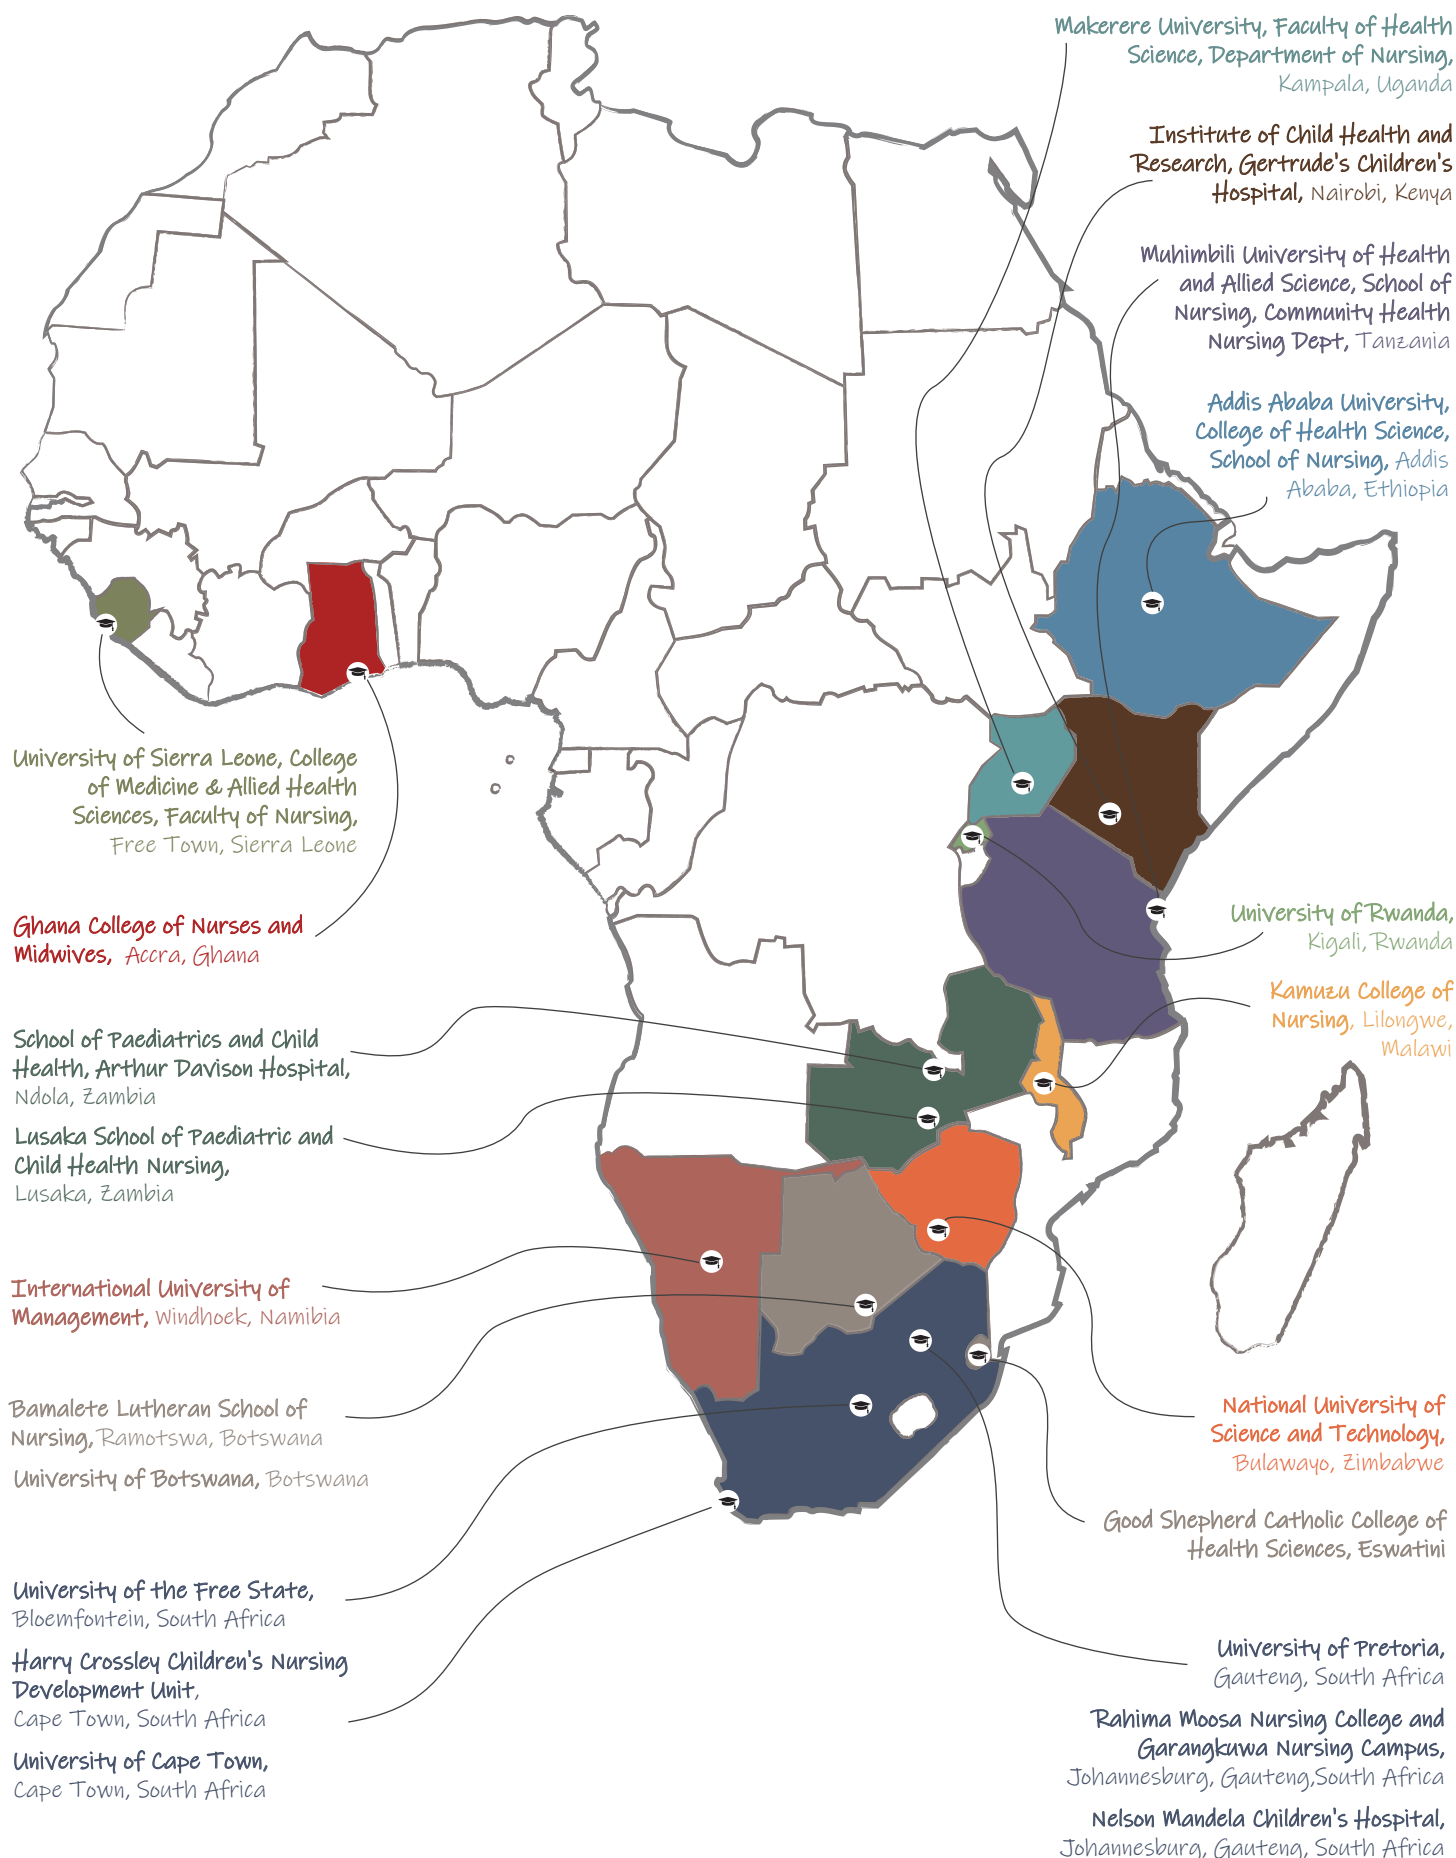 Makerere University, Faculty of Health
Science, Department of Nursing,
Kampala, Uganda
Institute of Child Health and
Research, Gertrude's Children's
Hospital, Nairobi, Kenya
Muhimbili University of Health
and Allied Science, School of
Nursing, Community Health
Nursing Dept, Tanzania
Addis Ababa University,
College of Health Science,
School of Nursing, Addis
Ababa, Ethiopia
University of Sierra Leone, College
of Medicine & Allied Health
Sciences, Faculty of Nursing,
Free Town, Sierra Leone
Ghana College of Nurses and
Midwives, Accra, Ghana
University of Rwanda,
Kigali, Rwanda
Kamuzu College of
Nursing, Lilongwe,
Malawi
School of Paediatrics and Child
Health, Arthur Davison Hospital,
Ndola, Zambia
Lusaka School of Paediatric and
Child Health Nursing,
Lusaka, Zambia
International University of
Management, Windhoek, Namibia
Bamalete Lutheran School of
Nursing, Ramotswa, Botswana
University of Botswana, Botswana
National University of
Science and Technology,
Bulawayo, Zimbabwe
Good Shepherd Catholic College of
Health Sciences, Eswatini
University of the Free State,
Bloemfontein, South Africa
Harry Crossley Children's Nursing
Development Unit,
Cape Town, South Africa
University of Cape Town,
Cape Town, South Africa
University of Pretoria,
Gauteng, South Africa
Rahima Moosa Nursing College and
Garangkuwa Nursing Campus,
Johannesburg, Gauteng,South Africa
Nelson Mandela Children's Hospital,
Johannesburg, Gauteng, South Africa